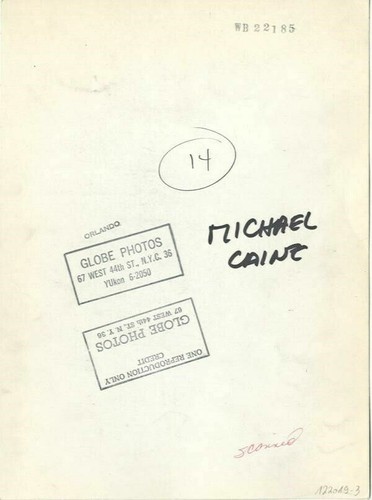 WB 22185
14
ORLANDO
GLOBE PHOTOS
67 WEST 44th ST., N.Y.C. 36
YUkon 6-2050
MICHAEL
CAINE
ONE REPRODUCTION ONLY
CREDIT
GLOBE PHOTOS
67 WEST 44th ST., N.Y. 36
scanned